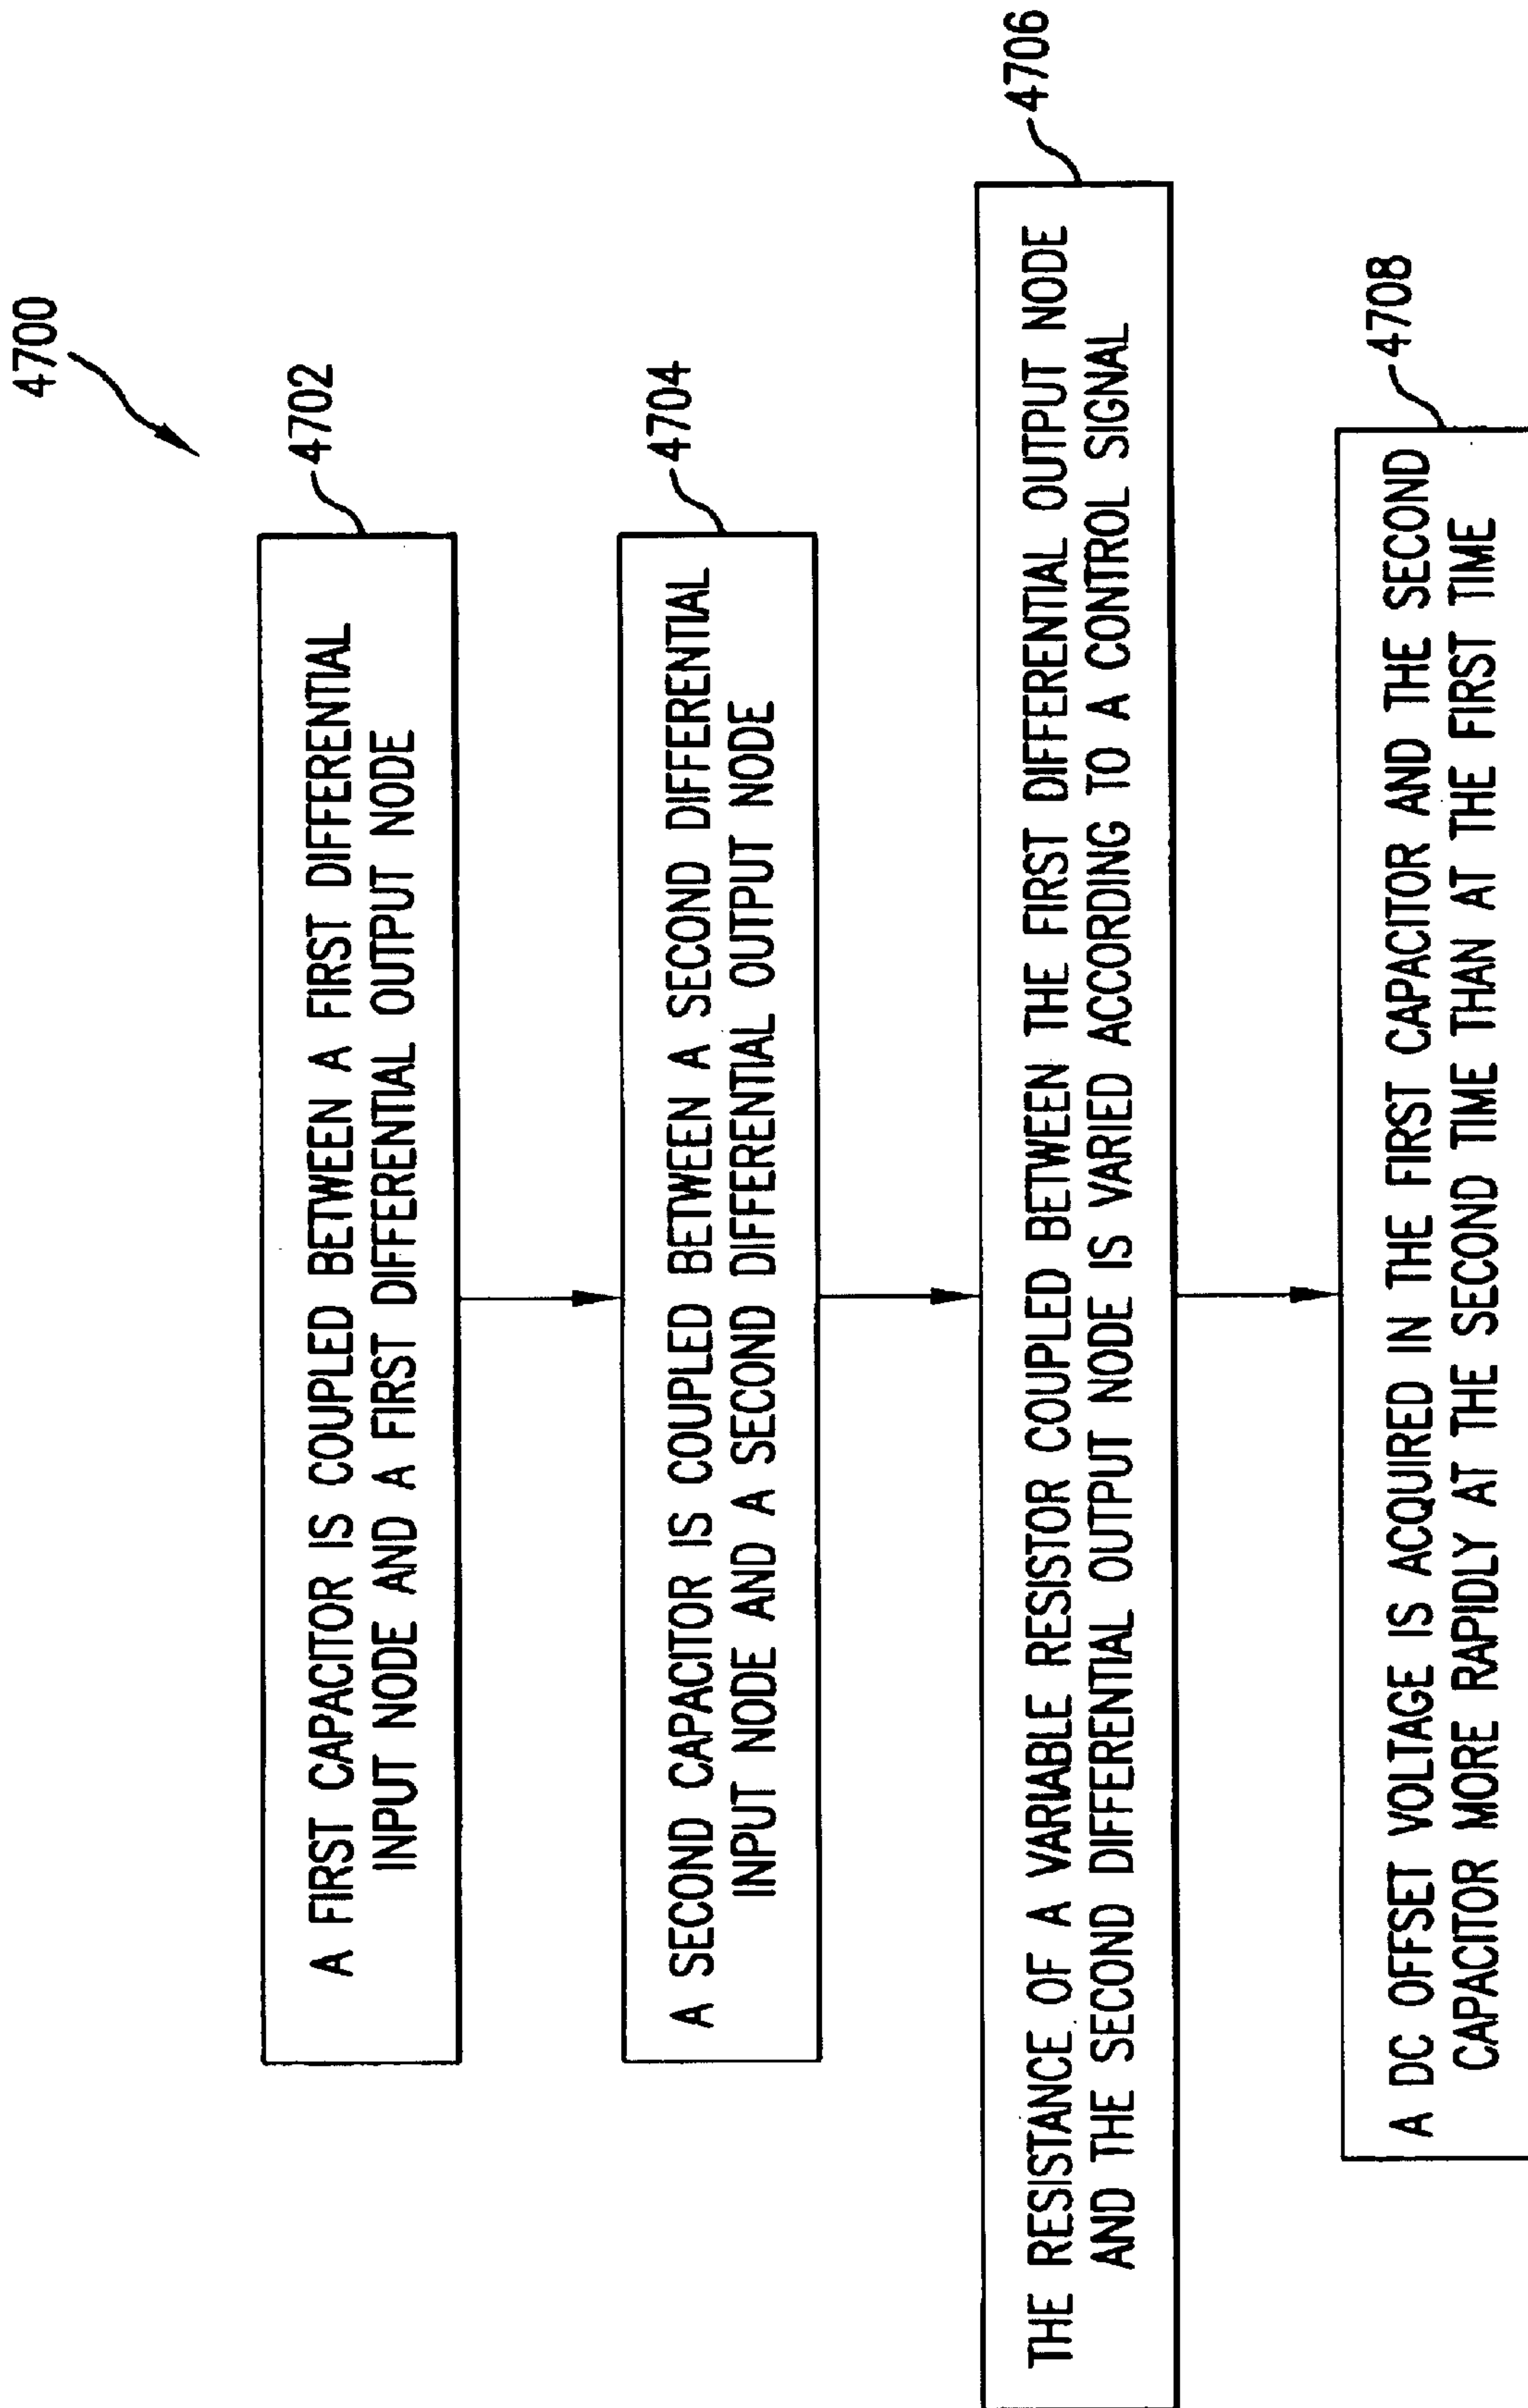 4700
4702
A FIRST CAPACITOR IS COUPLED BETWEEN A FIRST DIFFERENTIAL
INPUT NODE AND A FIRST DIFFERENTIAL OUTPUT NODE
4704
A SECOND CAPACITOR IS COUPLED BETWEEN A SECOND DIFFERENTIAL
INPUT NODE AND A SECOND DIFFERENTIAL OUTPUT NODE
4706
THE RESISTANCE OF A VARIABLE RESISTOR COUPLED BETWEEN THE FIRST DIFFERENTIAL OUTPUT NODE
AND THE SECOND DIFFERENTIAL OUTPUT NODE IS VARIED ACCORDING TO A CONTROL SIGNAL
4708
A DC OFFSET VOLTAGE IS ACQUIRED IN THE FIRST CAPACITOR AND THE SECOND
CAPACITOR MORE RAPIDLY AT THE SECOND TIME THAN AT THE FIRST TIME